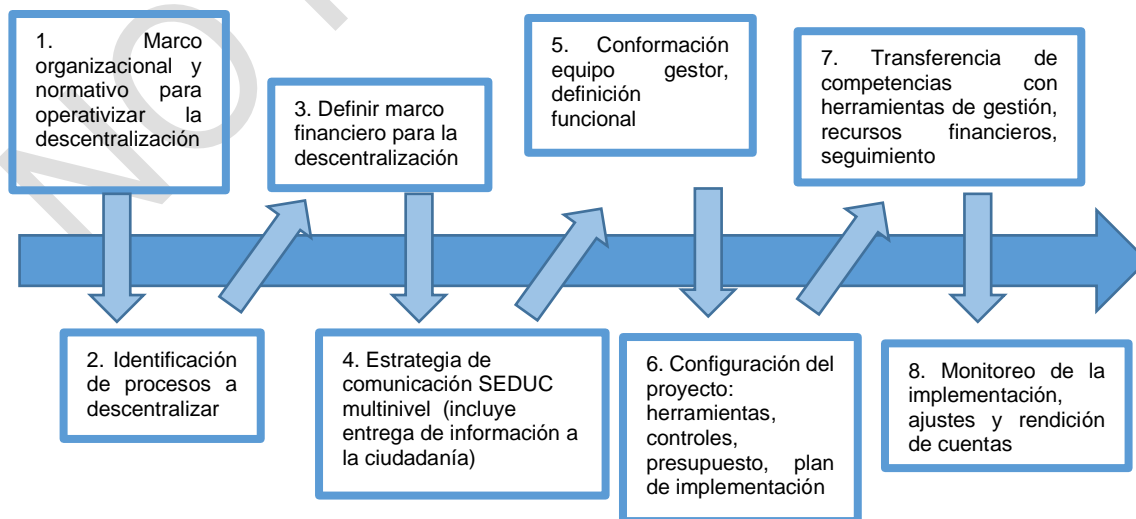 1. Marco
organizacional y
normativo para
operativizar la
descentralización
2. Identificación
de procesos a
descentralizar
3. Definir marco
financiero para la
descentralización
4. Estrategia de
comunicación SEDUC
multinivel (incluye
entrega de información a
la ciudadanía)
5. Conformación
equipo gestor,
definición
funcional
6. Configuración del
proyecto:
herramientas,
controles,
presupuesto, plan
de implementación
7. Transferencia de
competencias con
herramientas de gestión,
recursos financieros,
seguimiento
8. Monitoreo de la
implementación,
ajustes y rendición
de cuentas
NO